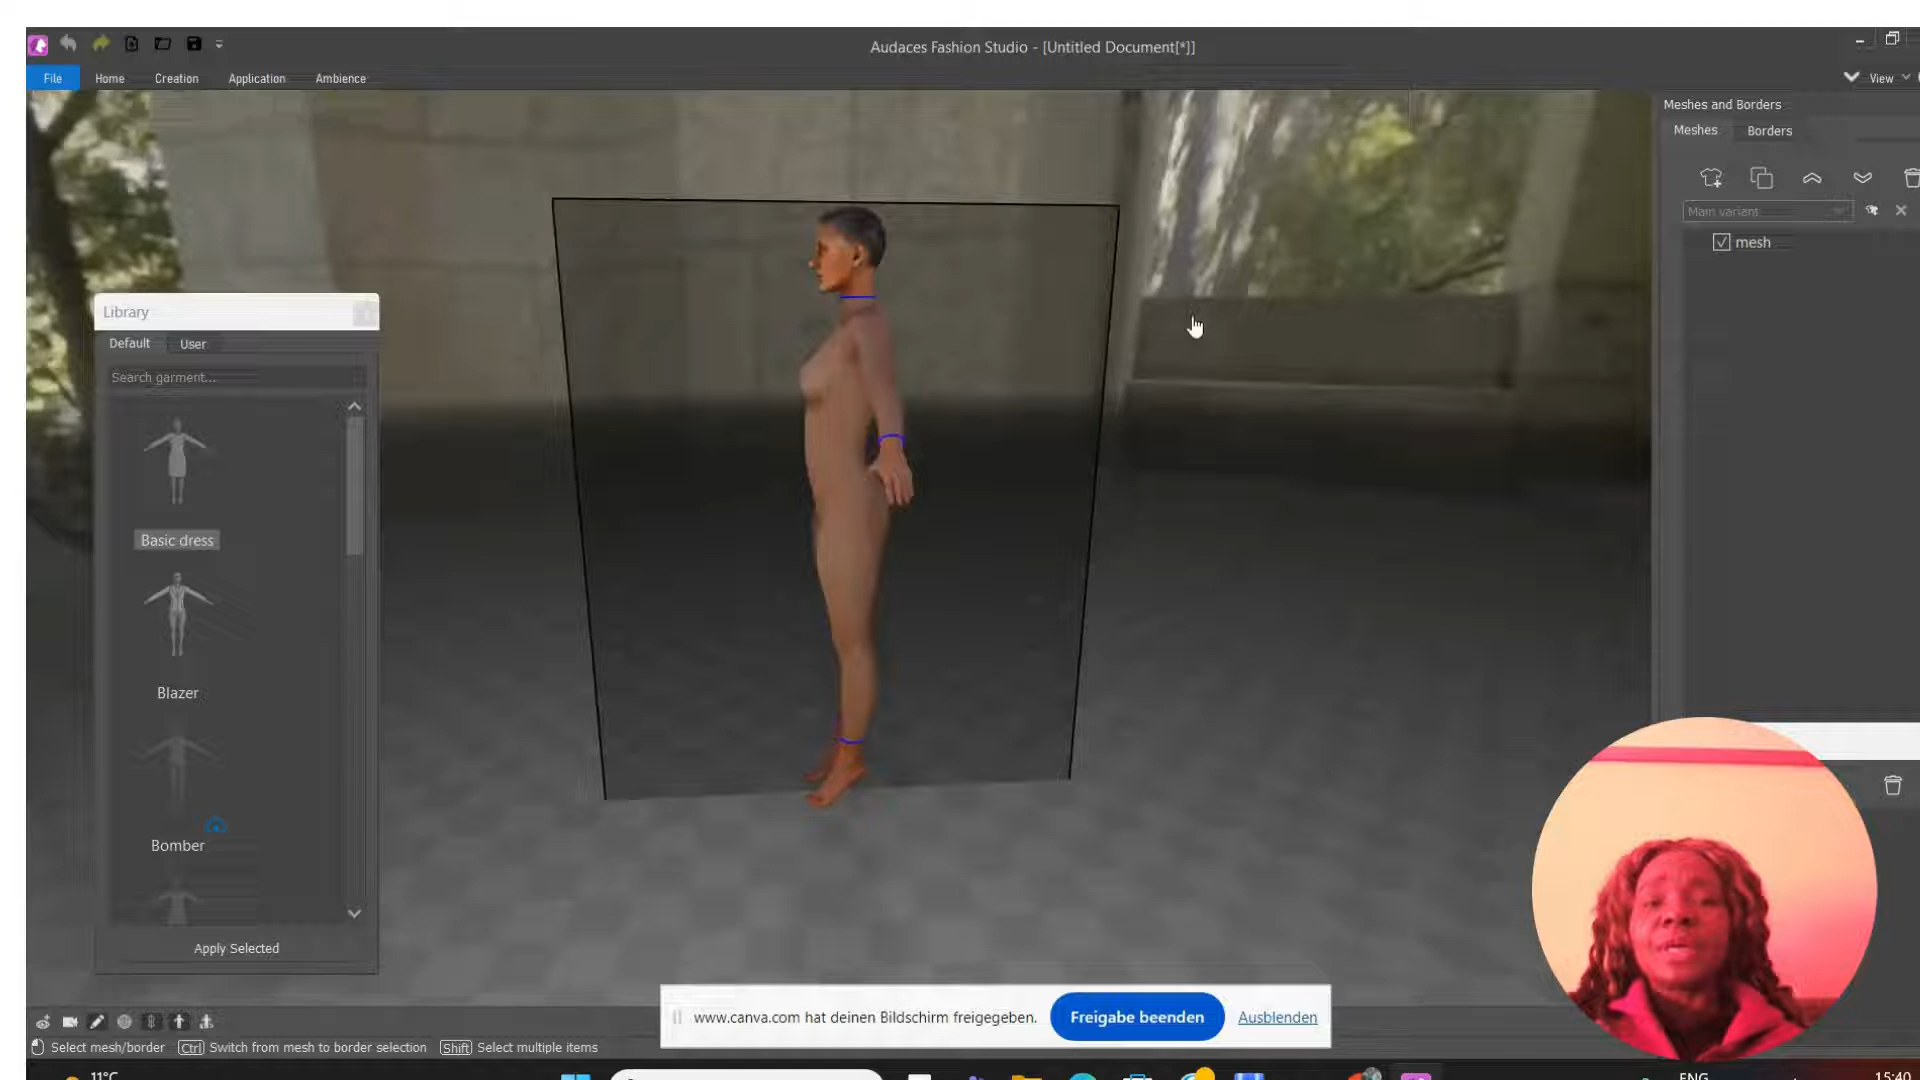 Audaces Fashion Studio - [Untitled Document[*]]
File Home Creation Application Ambience View
Meshes and Borders
Meshes Borders
Main variant
mesh
Library
Default User
Search garment...
Basic dress
Blazer
Bomber
Apply Selected
www.canva.com hat deinen Bildschirm freigegeben. Freigabe beenden Ausblenden
Select mesh/border Ctrl Switch from mesh to border selection Shift Select multiple items
11°C
ENG
15:40